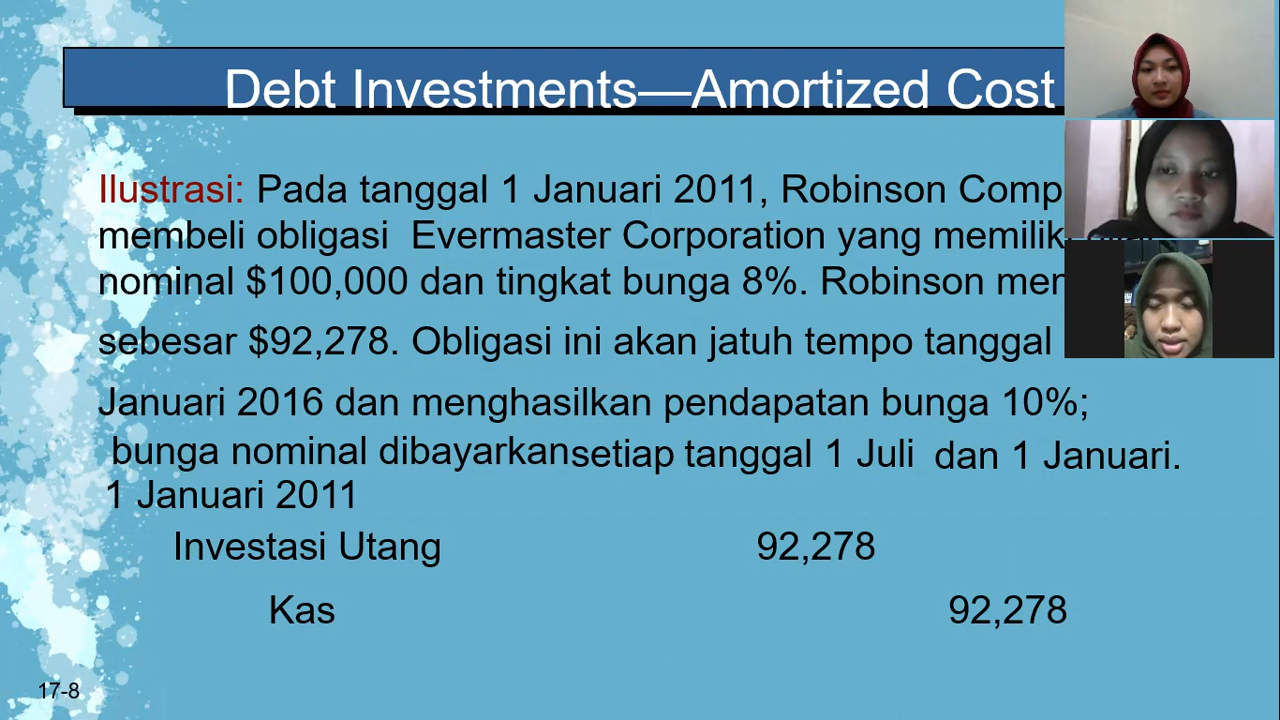 Debt Investments—Amortized Cost
Ilustrasi: Pada tanggal 1 Januari 2011, Robinson Comp
membeli obligasi Evermaster Corporation yang memiliki
nominal $100,000 dan tingkat bunga 8%. Robinson mem
sebesar $92,278. Obligasi ini akan jatuh tempo tanggal
Januari 2016 dan menghasilkan pendapatan bunga 10%;
bunga nominal dibayarkansetiap tanggal 1 Juli dan 1 Januari.
1 Januari 2011
Investasi Utang 92,278
Kas 92,278
17-8